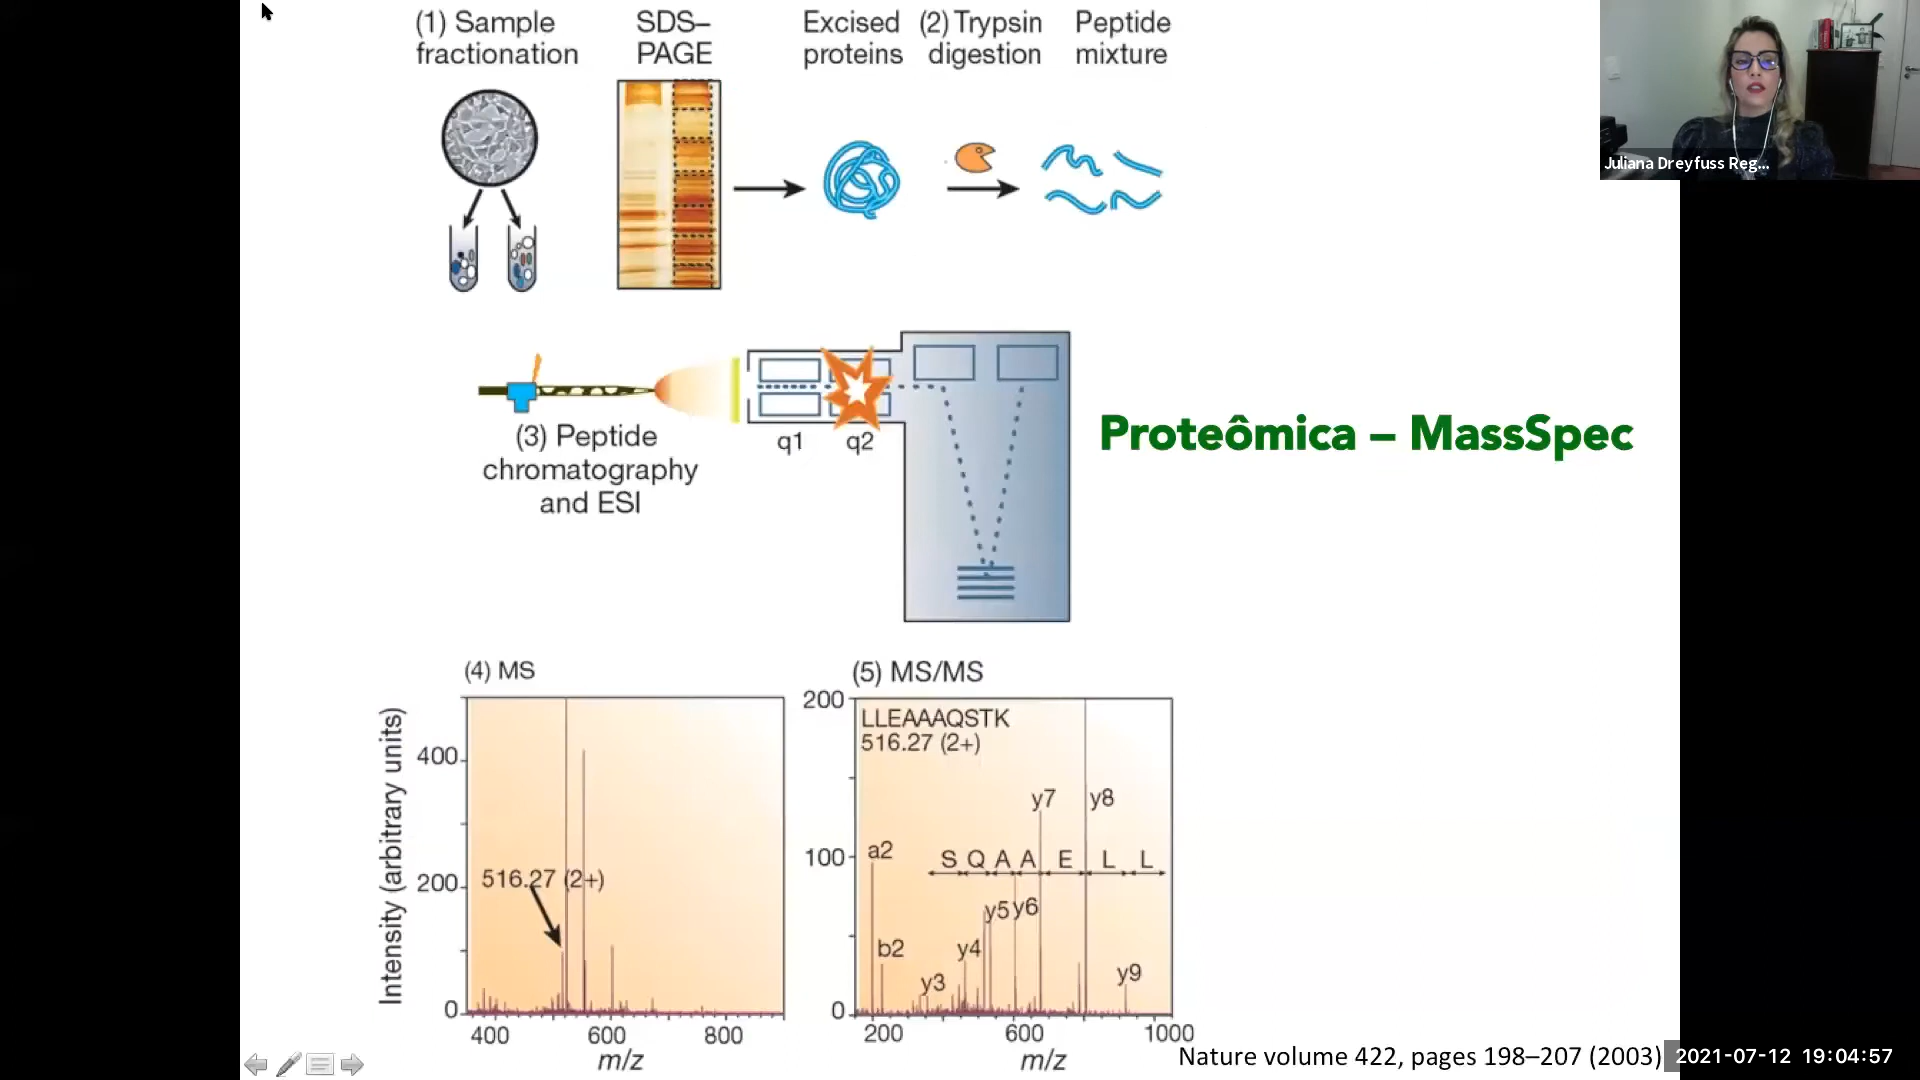 (1) Sample
fractionation
SDS–
PAGE
Excised
proteins
(2) Trypsin
digestion
Peptide
mixture
Juliana Dreyfuss Reg...
q1
q2
(3) Peptide
chromatography
and ESI
Proteômica – MassSpec
(4) MS
Intensity (arbitrary units)
400
200
0
516.27 (2+)
400
600
800
m/z
(5) MS/MS
200
100
0
LLEAAAQSTK
516.27 (2+)
y7
y8
a2
S Q A A E L L
y5 y6
b2
y4
y3
y9
200
600
1000
m/z
Nature volume 422, pages 198–207 (2003)
2021-07-12 19:04:57